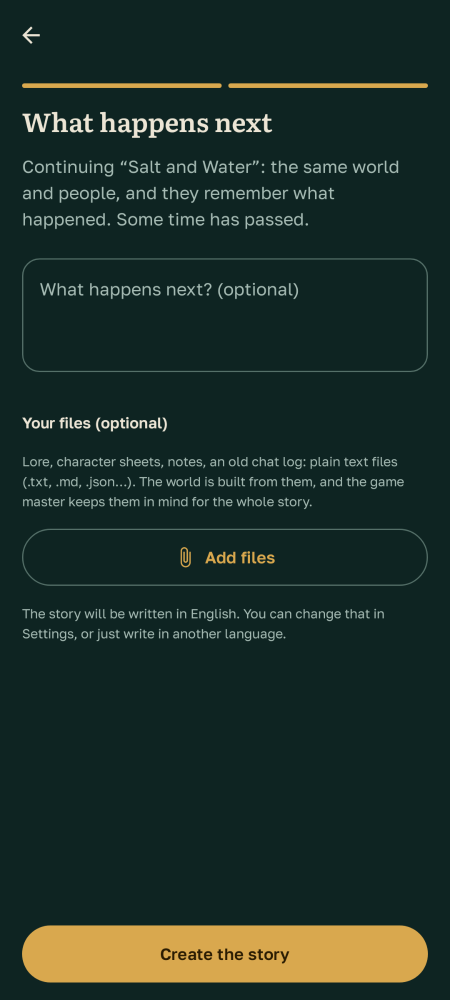 What happens next
Continuing “Salt and Water”: the same world
and people, and they remember what
happened. Some time has passed.
What happens next? (optional)
Your files (optional)
Lore, character sheets, notes, an old chat log: plain text files
(.txt, .md, .json…). The world is built from them, and the game
master keeps them in mind for the whole story.
Add files
The story will be written in English. You can change that in
Settings, or just write in another language.
Create the story